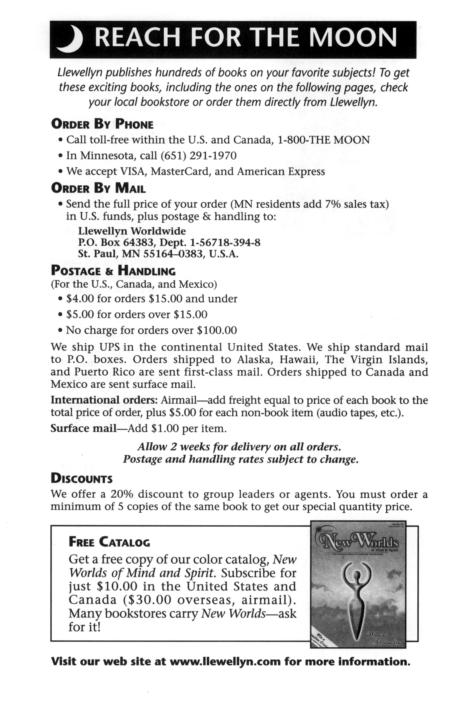 REACH FOR THE MOON
Llewellyn publishes hundreds of books on your favorite subjects! To get
these exciting books, including the ones on the following pages, check
your local bookstore or order them directly from Llewellyn.
ORDER BY PHONE
• Call toll-free within the U.S. and Canada, 1-800-THE MOON
• In Minnesota, call (651) 291-1970
• We accept VISA, MasterCard, and American Express
ORDER BY MAIL
• Send the full price of your order (MN residents add 7% sales tax)
in U.S. funds, plus postage & handling to:
Llewellyn Worldwide
P.O. Box 64383, Dept. 1-56718-394-8
St. Paul, MN 55164–0383, U.S.A.
POSTAGE & HANDLING
(For the U.S., Canada, and Mexico)
• $4.00 for orders $15.00 and under
• $5.00 for orders over $15.00
• No charge for orders over $100.00
We ship UPS in the continental United States. We ship standard mail
to P.O. boxes. Orders shipped to Alaska, Hawaii, The Virgin Islands,
and Puerto Rico are sent first-class mail. Orders shipped to Canada and
Mexico are sent surface mail.
International orders: Airmail—add freight equal to price of each book to the
total price of order, plus $5.00 for each non-book item (audio tapes, etc.).
Surface mail—Add $1.00 per item.
Allow 2 weeks for delivery on all orders.
Postage and handling rates subject to change.
DISCOUNTS
We offer a 20% discount to group leaders or agents. You must order a
minimum of 5 copies of the same book to get our special quantity price.
FREE CATALOG
Get a free copy of our color catalog, New
Worlds of Mind and Spirit. Subscribe for
just $10.00 in the United States and
Canada ($30.00 overseas, airmail).
Many bookstores carry New Worlds—ask
for it!
New Worlds
Visit our web site at www.llewellyn.com for more information.